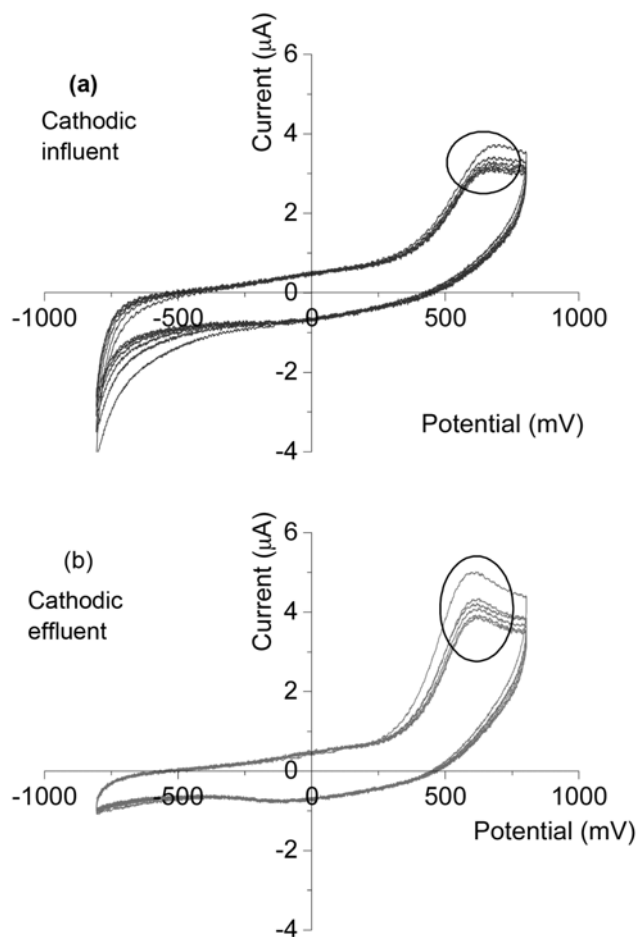 (a)
Cathodic
influent
Current (µA)
6
4
2
0
-2
-4
-1000
-500
0
500
1000
Potential (mV)
(b)
Cathodic
effluent
Current (µA)
6
4
2
0
-2
-4
-1000
-500
0
500
1000
Potential (mV)